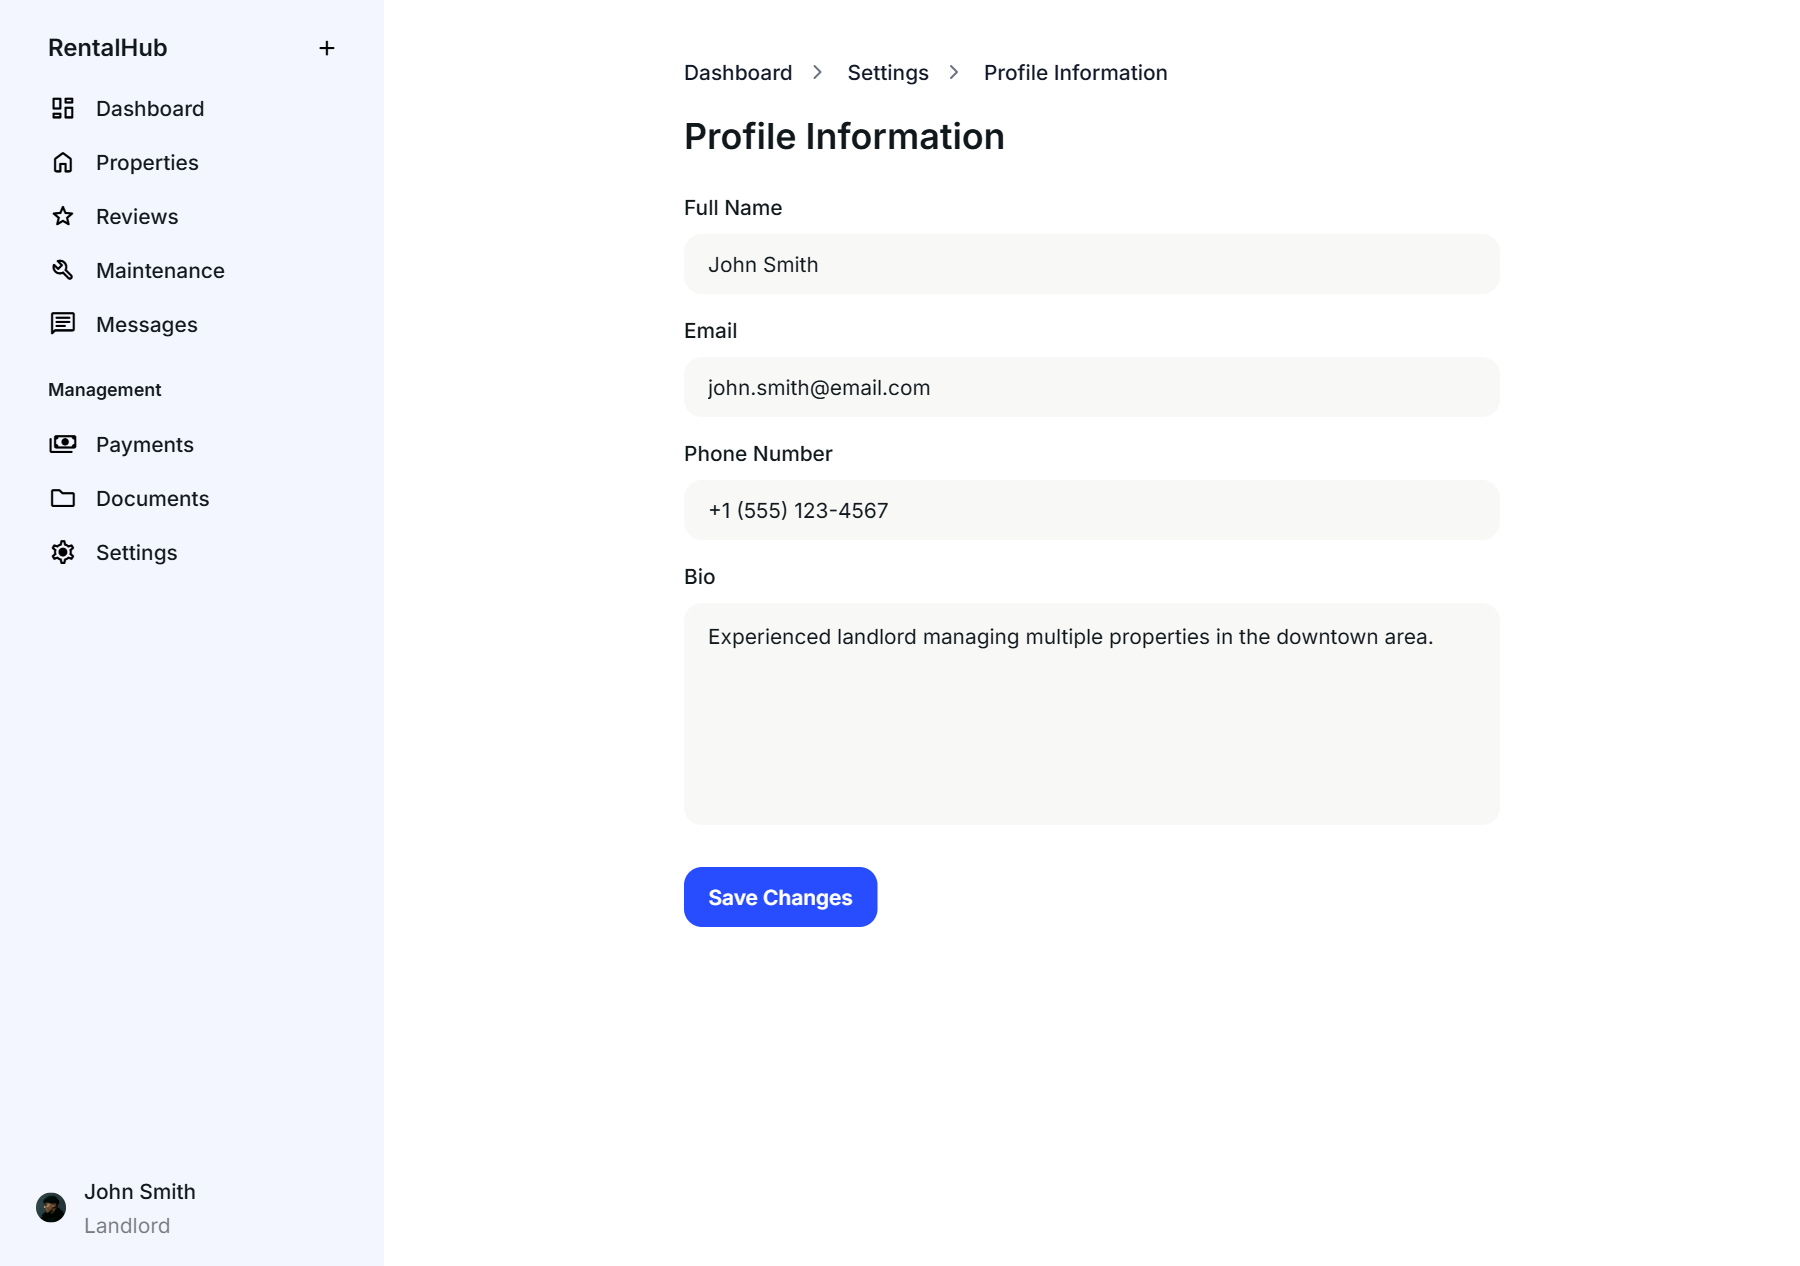 RentalHub
Dashboard
Properties
Reviews
Maintenance
Messages
Management
Payments
Documents
Settings
John Smith
Landlord
Dashboard > Settings > Profile Information
Profile Information
Full Name
John Smith
Email
john.smith@email.com
Phone Number
+1 (555) 123-4567
Bio
Experienced landlord managing multiple properties in the downtown area.
Save Changes